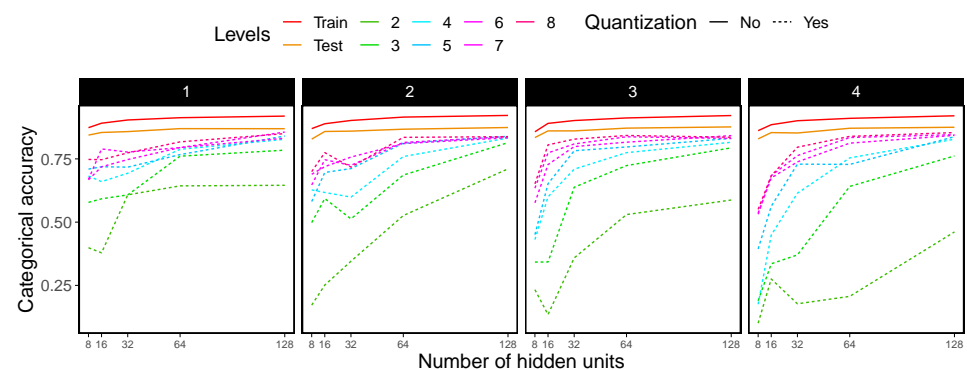 Levels Train 2 4 6 8 Quantization No Yes
Test 3 5 7
1 2 3 4
Categorical accuracy
0.75
0.50
0.25
8 16 32 64 128 8 16 32 64 128 8 16 32 64 128 8 16 32 64 128
Number of hidden units